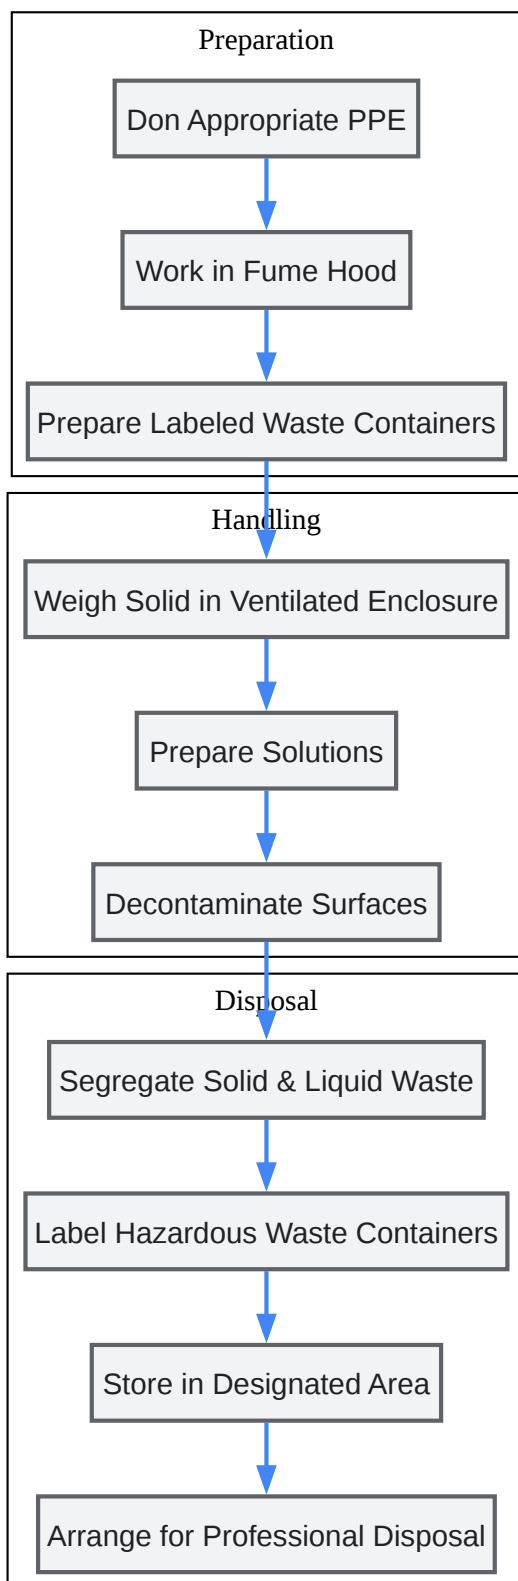 Preparation
Don Appropriate PPE
Work in Fume Hood
Prepare Labeled Waste Containers
Handling
Weigh Solid in Ventilated Enclosure
Prepare Solutions
Decontaminate Surfaces
Disposal
Segregate Solid & Liquid Waste
Label Hazardous Waste Containers
Store in Designated Area
Arrange for Professional Disposal